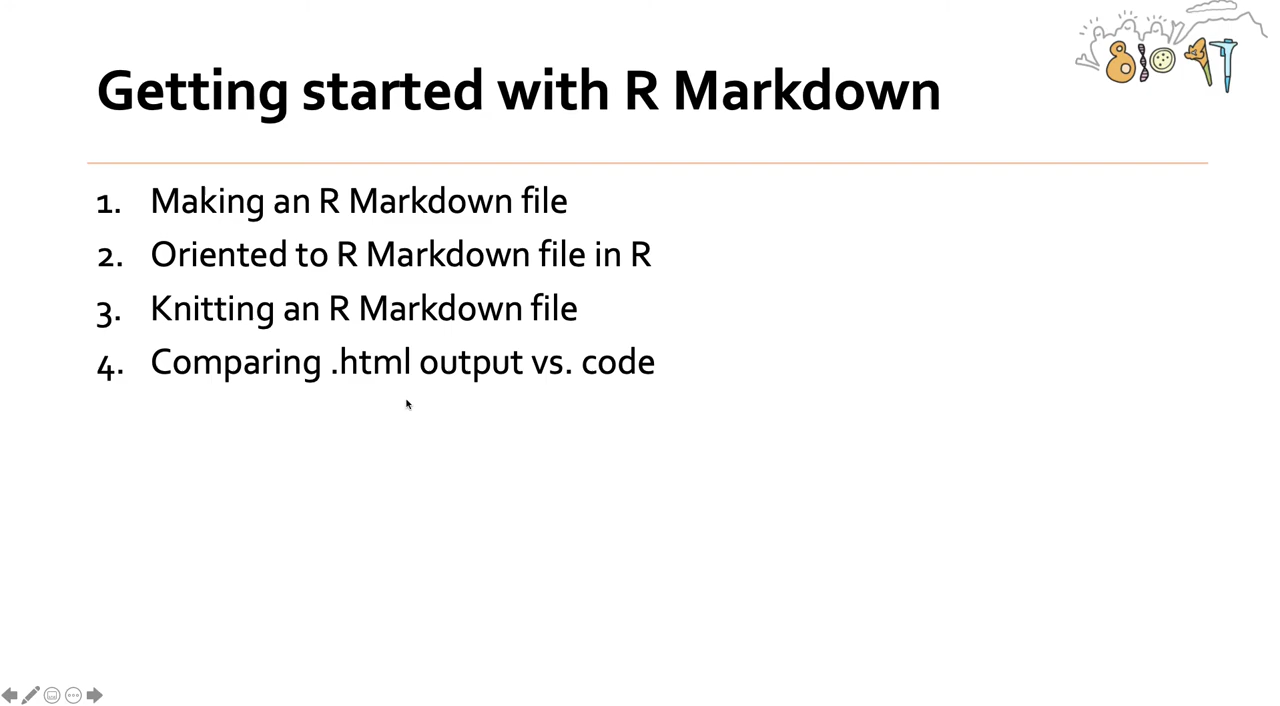 BIO47
Getting started with R Markdown
1. Making an R Markdown file
2. Oriented to R Markdown file in R
3. Knitting an R Markdown file
4. Comparing .html output vs. code